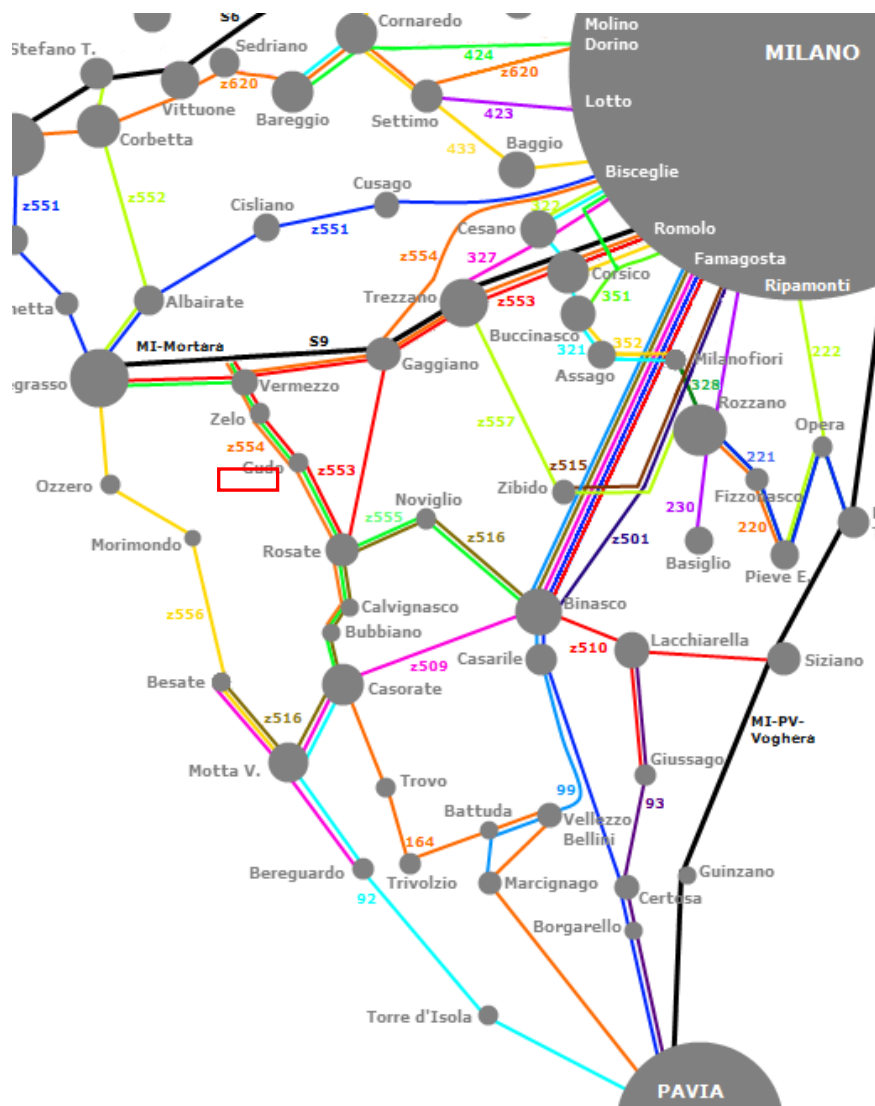 S6
Cornaredo
Molino
Dorino
MILANO
Stefano T.
Sedriano
424
z620
z620
Vittuone
Bareggio
Settimo
423
Lotto
Corbetta
433
Baggio
Bisceglie
z552
Cusago
z551
Cisliano
322
z551
Cesano
Romolo
z554
327
Famagosta
Corsico
Trezzano
z553
351
Ripamonti
Albairate
Buccinasco
S9
MI-Mortara
352
321
222
Assago
Milanofiori
Gaggiano
328
Vermezzo
Rozzano
Zelo
z557
Opera
z554
z515
221
Gudo
z553
Ozzero
Zibido
Fizzonasco
Noviglio
230
z555
220
z516
z501
Morimondo
Rosate
Basiglio
Pieve E.
Calvignasco
Binasco
z556
Bubbiano
z510
Lacchiarella
z509
Casarile
Siziano
Besate
Casorate
z516
MI-PV-
Voghera
Motta V.
Giussago
Trovo
99
93
Battuda
Vellezzo
Bellini
164
Bereguardo
Trivolzio
Marcignago
Guinzano
92
Certosa
Borgarello
Torre d'Isola
PAVIA